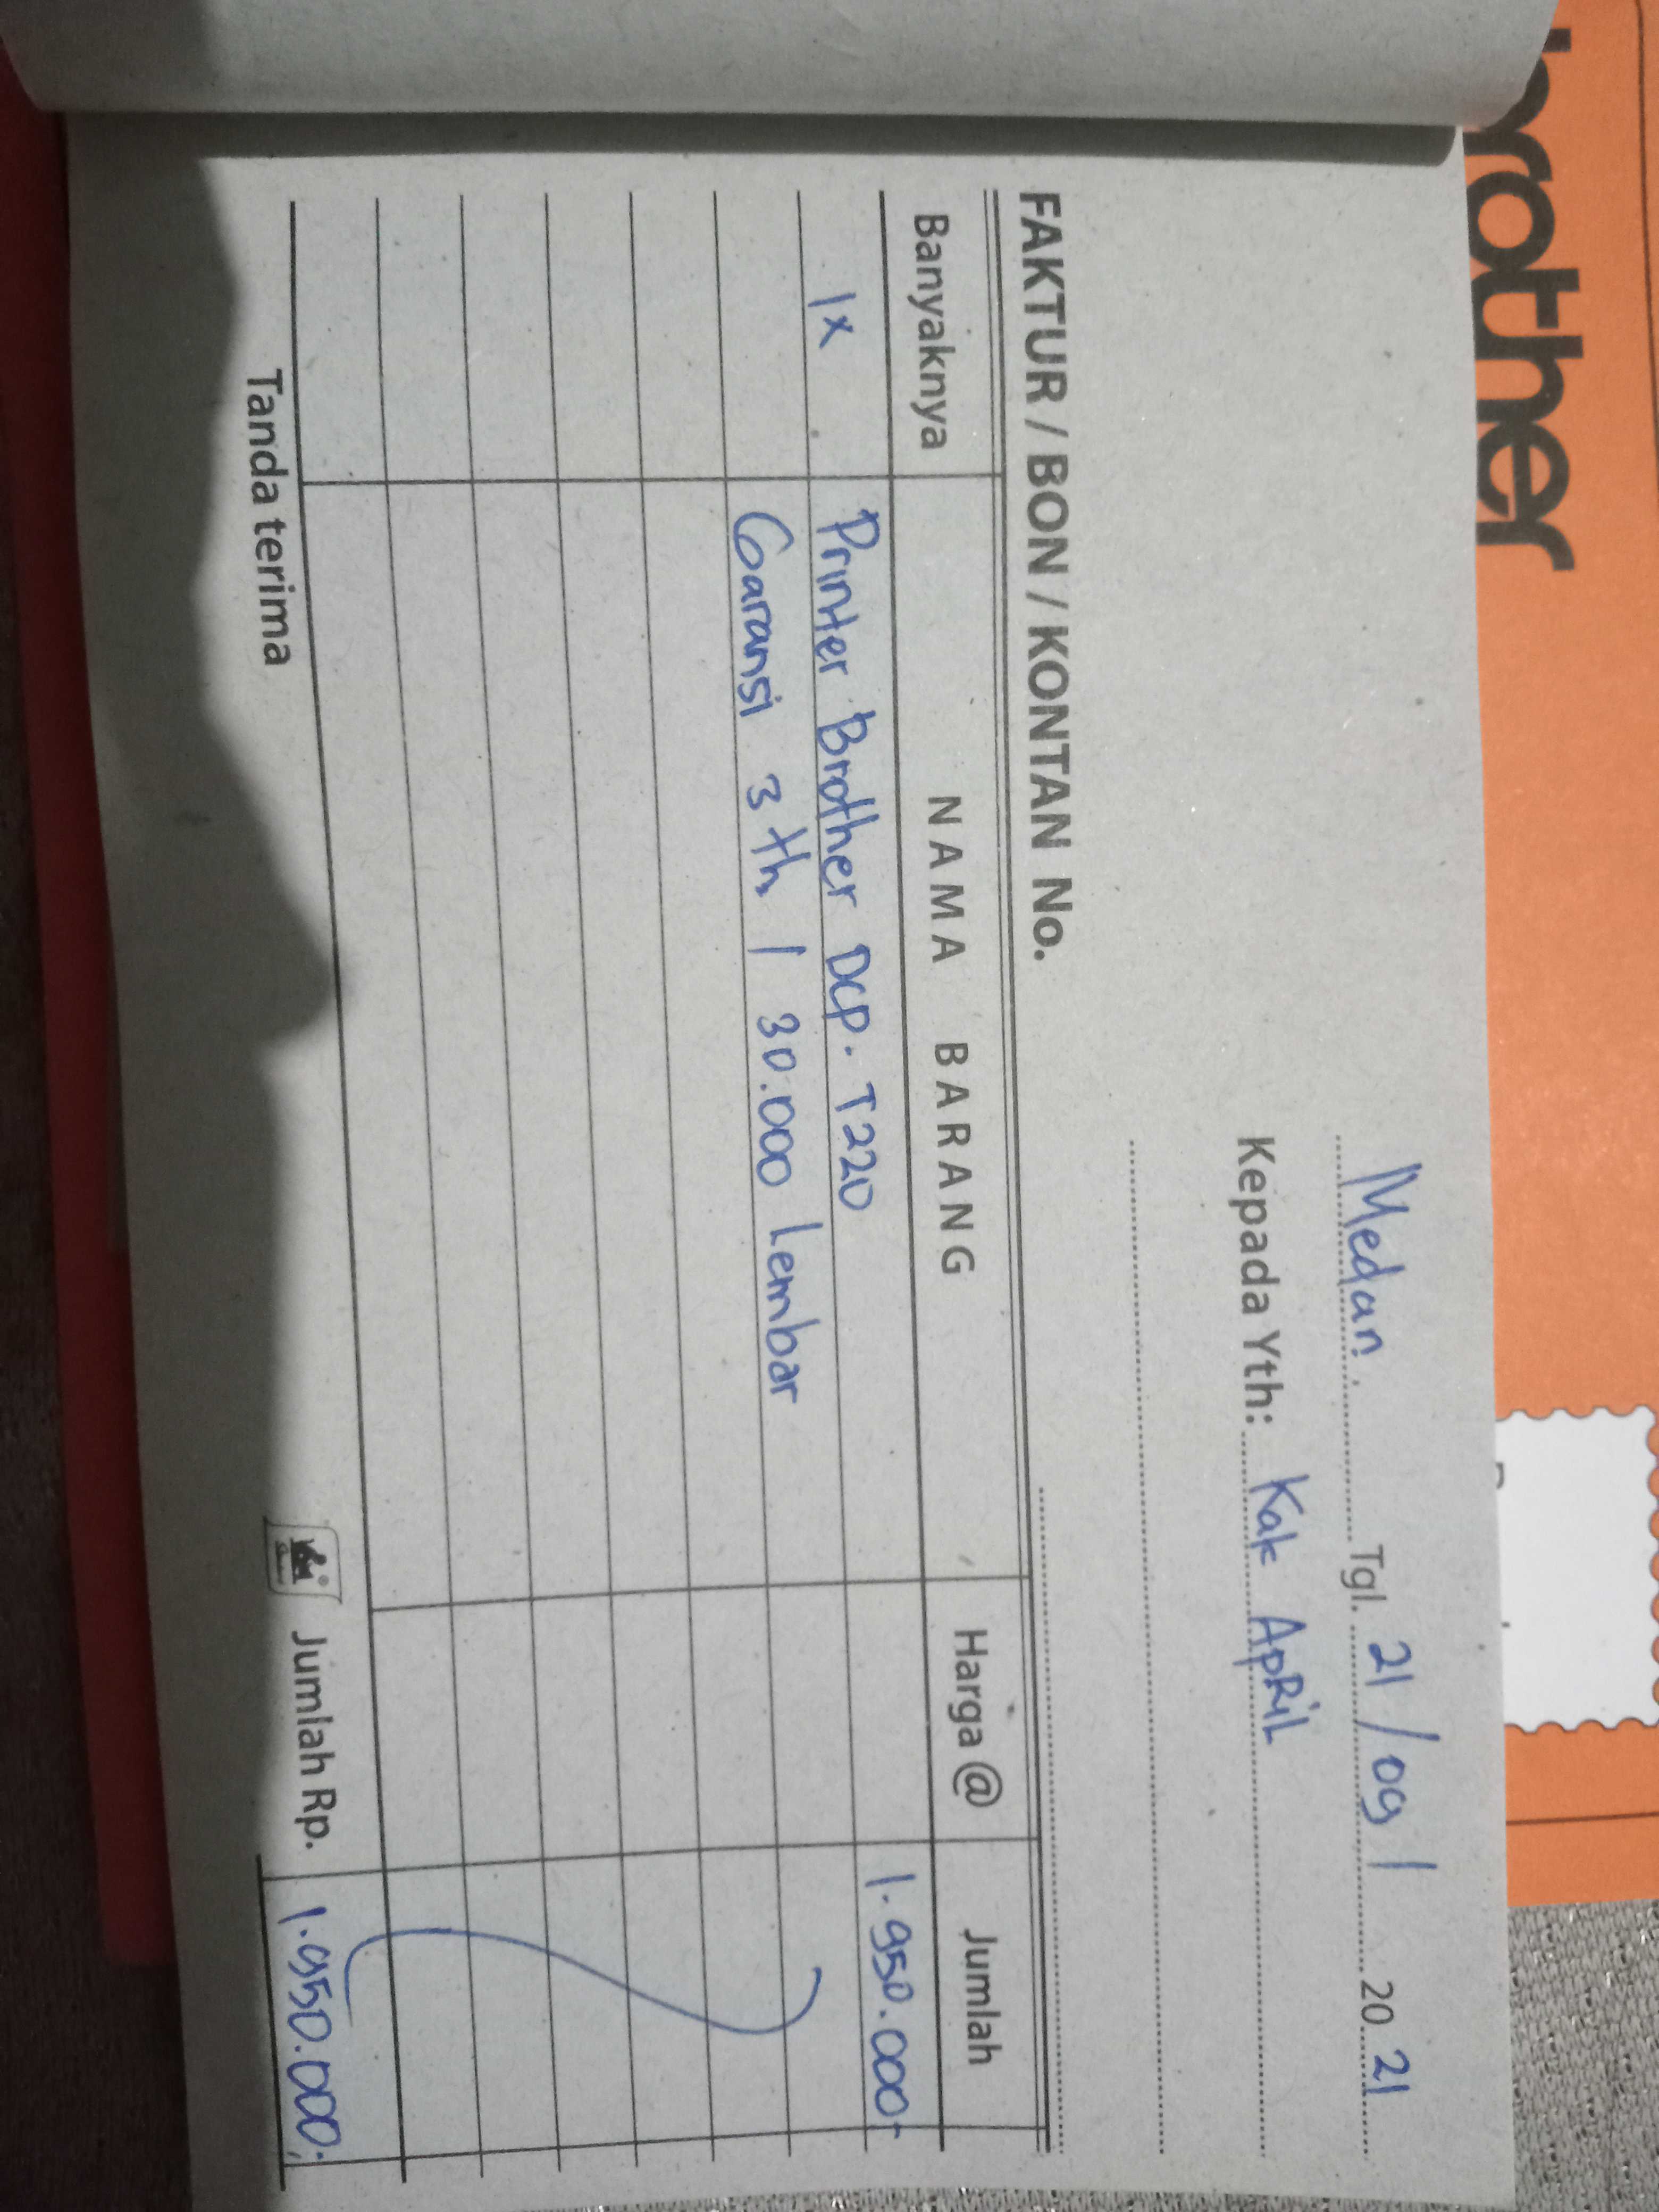 brother
Medan. Tgl. 21/09/2021
Kepada Yth: Kak ApRiL
FAKTUR / BON / KONTAN No.
Banyaknya NAMA BARANG Harga @ Jumlah
1x Printer Brother DCP. T220 1.950.000-
Garansi 3 th / 30.000 lembar
Tanda terima Jumlah Rp. 1.950.000,-